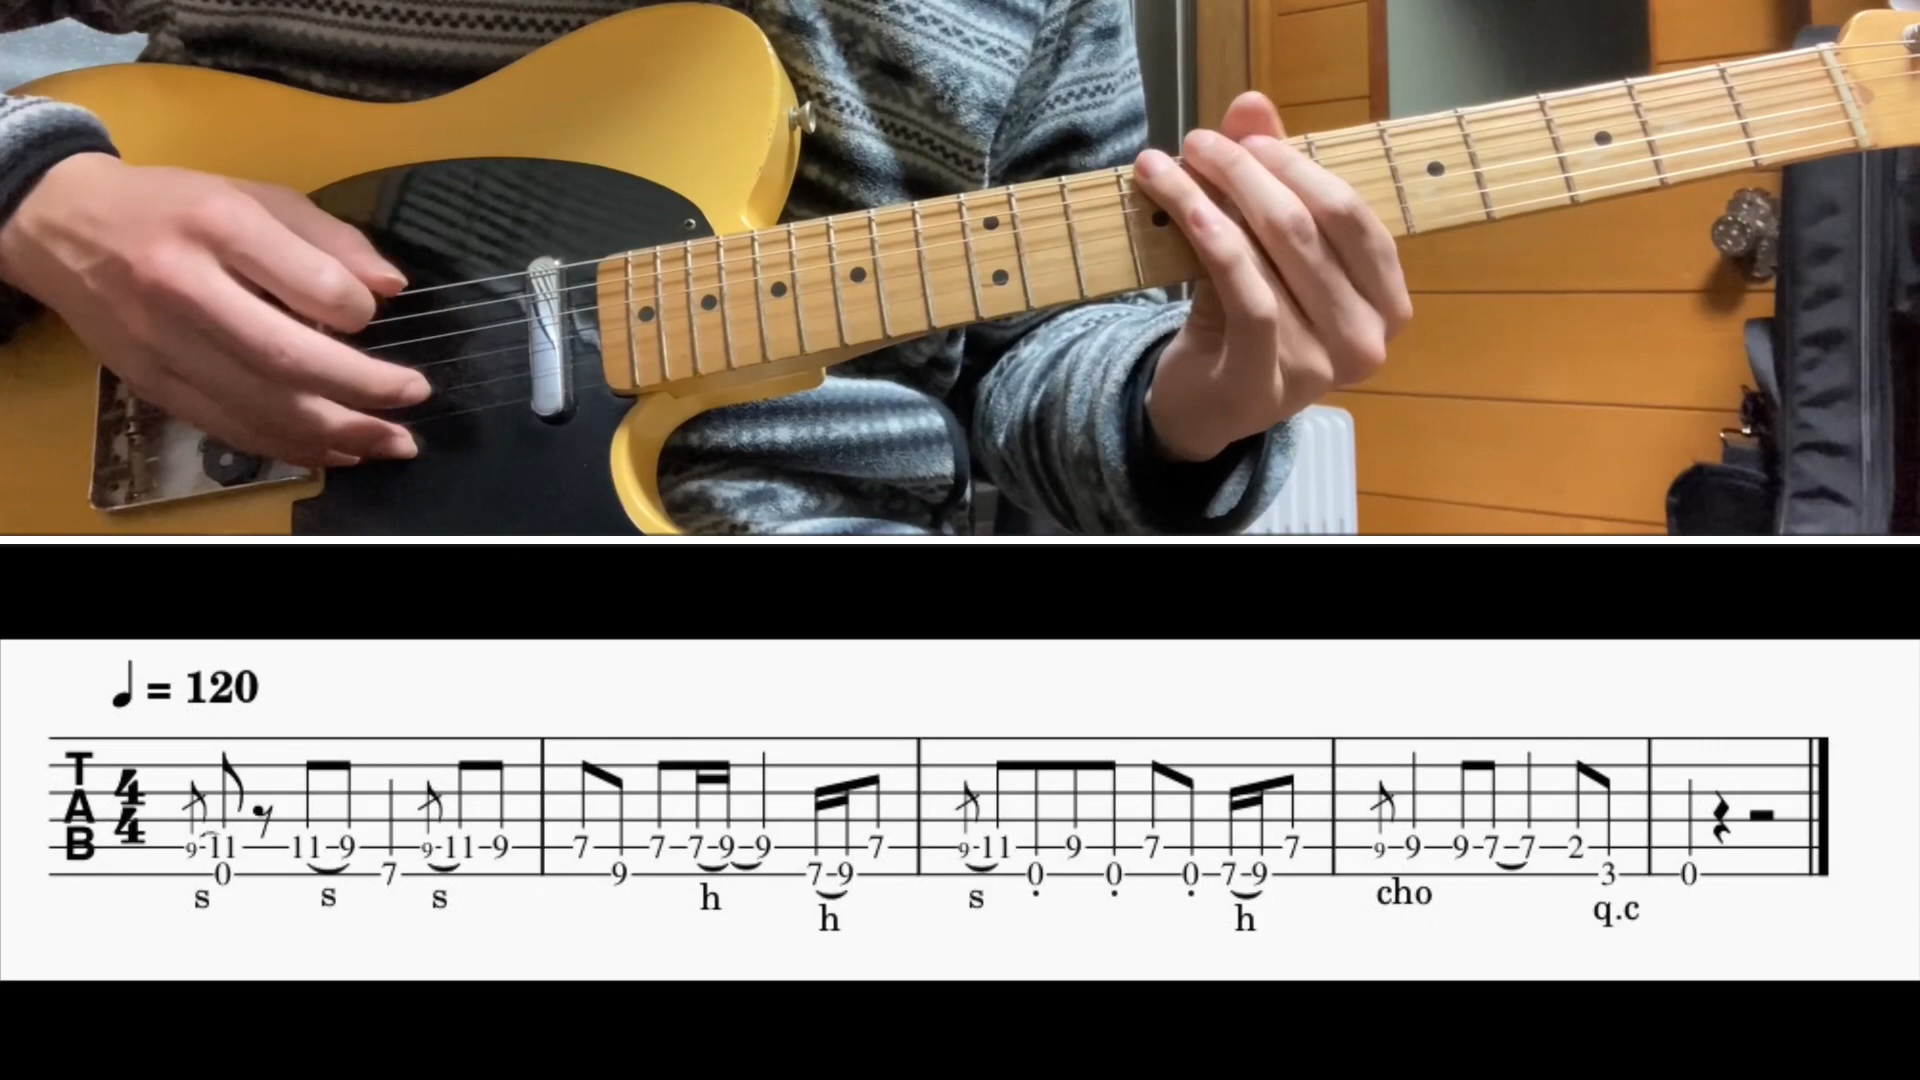 ♩ = 120
T
A
B
4
4
9 11 11 9 9 11 9 7 7 7 9 9 7 9 11 9 7 7 9 9 9 7 7 2
0 7 9 7 9 0 0 0 7 9 3 0
s s s h s cho
h h q.c